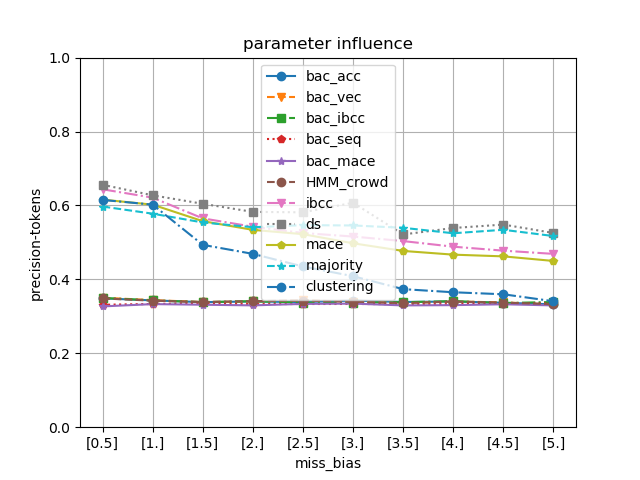 parameter influence
1.0
0.8
0.6
0.4
0.2
0.0
precision-tokens
bac_acc
bac_vec
bac_ibcc
bac_seq
bac_mace
HMM_crowd
ibcc
ds
mace
majority
clustering
[0.5] [1.] [1.5] [2.] [2.5] [3.] [3.5] [4.] [4.5] [5.]
miss_bias